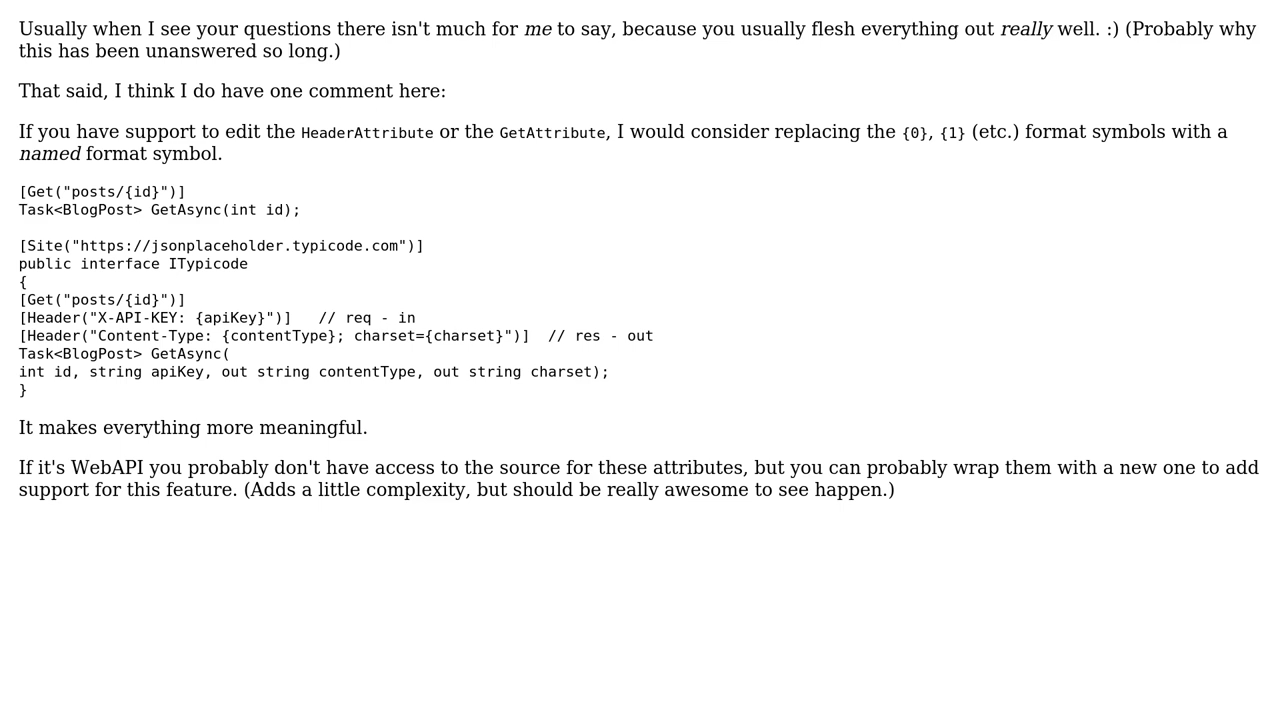 Usually when I see your questions there isn't much for me to say, because you usually flesh everything out really well. :) (Probably why
this has been unanswered so long.)
That said, I think I do have one comment here:
If you have support to edit the HeaderAttribute or the GetAttribute, I would consider replacing the {0}, {1} (etc.) format symbols with a
named format symbol.
[Get("posts/{id}")]
Task<BlogPost> GetAsync(int id);
[Site("https://jsonplaceholder.typicode.com")]
public interface ITypicode
{
[Get("posts/{id}")]
[Header("X-API-KEY: {apiKey}")]   // req - in
[Header("Content-Type: {contentType}; charset={charset}")]  // res - out
Task<BlogPost> GetAsync(
int id, string apiKey, out string contentType, out string charset);
}
It makes everything more meaningful.
If it's WebAPI you probably don't have access to the source for these attributes, but you can probably wrap them with a new one to add
support for this feature. (Adds a little complexity, but should be really awesome to see happen.)